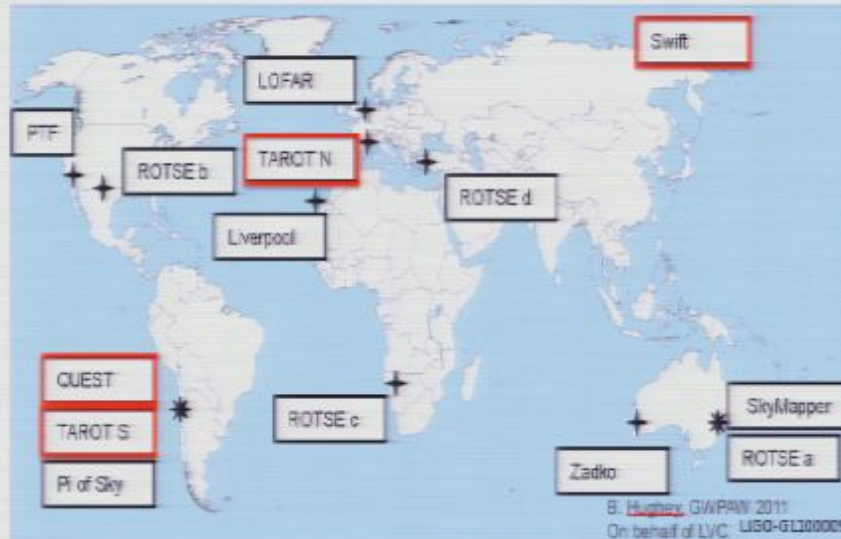 Swift
LOFAR
PTF
ROTSE b
TAROT N
ROTSE d
Liverpool
QUEST
TAROT S
Pi of Sky
ROTSE c
SkyMapper
Zadko
ROTSE a
B. Hughey, GWPAW 2011
On behalf of LVC